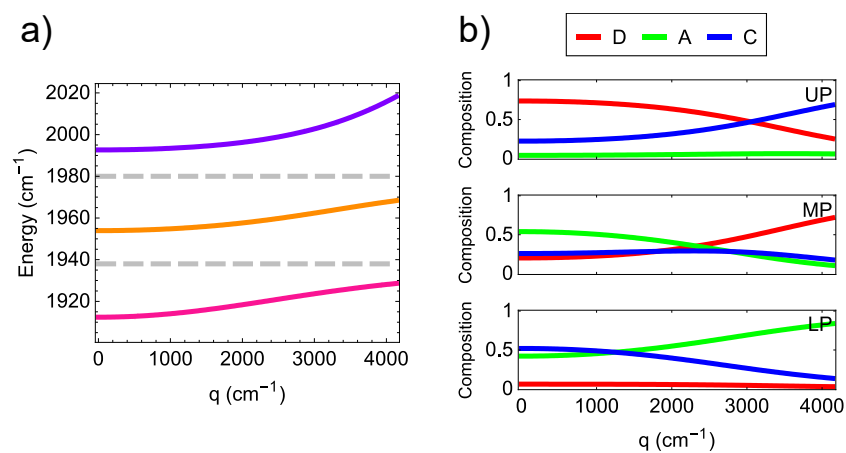 a)
2020
2000
1980
1960
1940
1920
Energy (cm⁻¹)
0 1000 2000 3000 4000
q (cm⁻¹)
b)
D A C
UP
Composition
1
0.5
0
MP
Composition
1
0.5
0
LP
Composition
1
0.5
0
0 1000 2000 3000 4000
q (cm⁻¹)